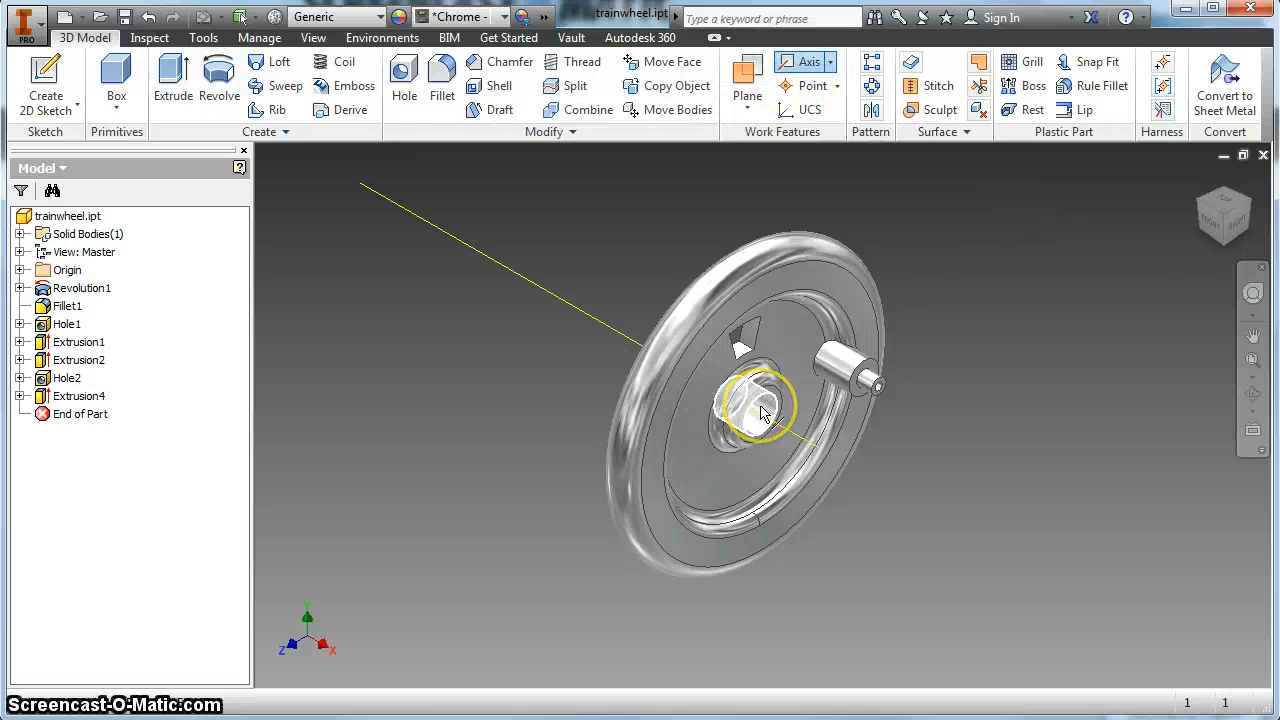 Generic
*Chrome -
trainwheel.ipt
Type a keyword or phrase
Sign In
PRO
3D Model Inspect Tools Manage View Environments BIM Get Started Vault Autodesk 360
Create
2D Sketch
Sketch
Box
Primitives
Extrude
Revolve
Loft
Sweep
Rib
Coil
Emboss
Derive
Create
Hole
Fillet
Chamfer
Shell
Draft
Thread
Split
Combine
Move Face
Copy Object
Move Bodies
Modify
Plane
Axis
Point
UCS
Work Features
Pattern
Stitch
Sculpt
Surface
Grill
Boss
Rest
Snap Fit
Rule Fillet
Lip
Plastic Part
Harness
Convert to
Sheet Metal
Convert
Model
trainwheel.ipt
Solid Bodies(1)
View: Master
Origin
Revolution1
Fillet1
Hole1
Extrusion1
Extrusion2
Hole2
Extrusion4
End of Part
TOP
FRONT
RIGHT
Y
Z
X
1 1
Screencast-O-Matic.com